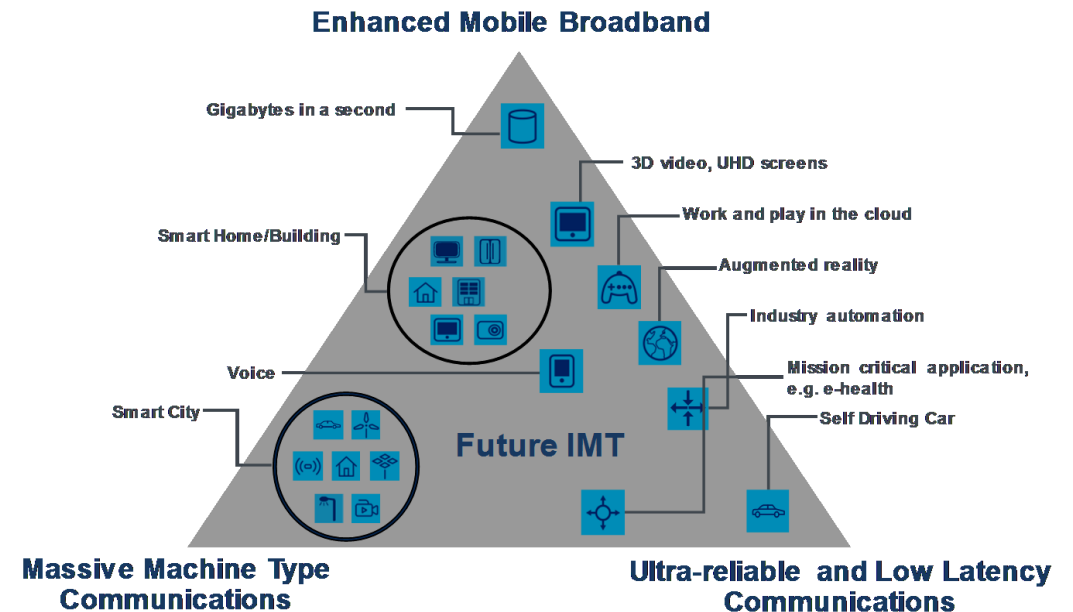 Enhanced Mobile Broadband
Gigabytes in a second
3D video, UHD screens
Work and play in the cloud
Smart Home/Building
Augmented reality
Industry automation
Voice
Mission critical application,
e.g. e-health
Smart City
Self Driving Car
Future IMT
Massive Machine Type
Communications
Ultra-reliable and Low Latency
Communications